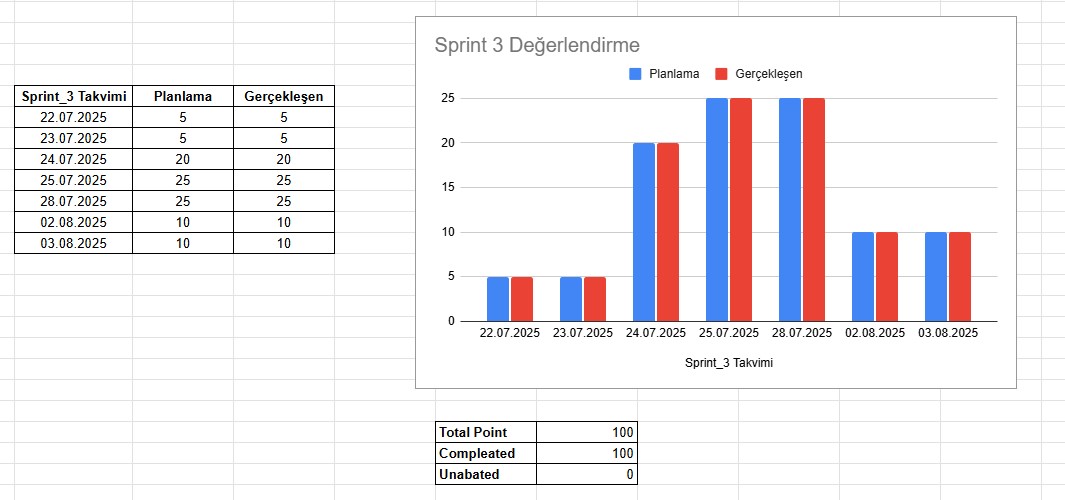 Sprint_3 Takvimi Planlama Gerçekleşen
22.07.2025 5 5
23.07.2025 5 5
24.07.2025 20 20
25.07.2025 25 25
28.07.2025 25 25
02.08.2025 10 10
03.08.2025 10 10
Sprint 3 Değerlendirme
Planlama Gerçekleşen
25
20
15
10
5
0
22.07.2025 23.07.2025 24.07.2025 25.07.2025 28.07.2025 02.08.2025 03.08.2025
Sprint_3 Takvimi
Total Point 100
Compleated 100
Unabated 0